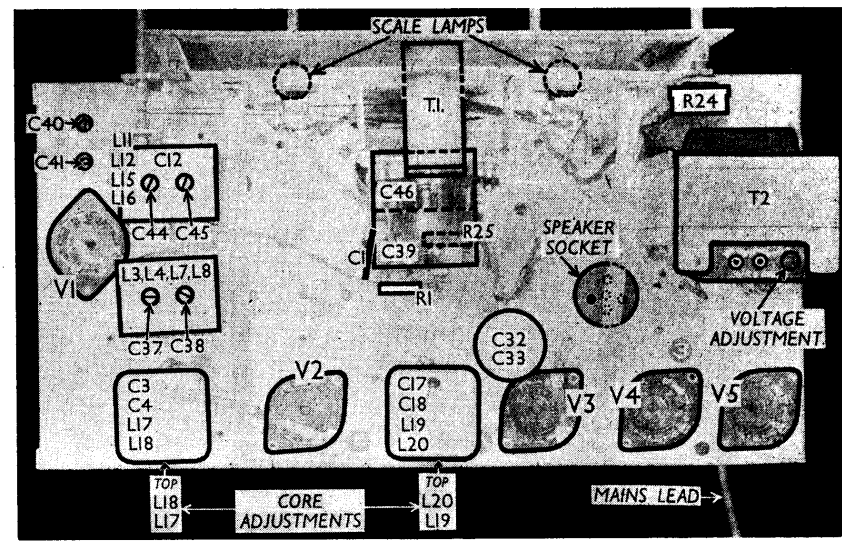 SCALE LAMPS
T.1.
R24
C40
C41
L11
L12 C12
L15
L16
C44 C45
C46
C39
R25
C1
R1
SPEAKER
SOCKET
T2
VOLTAGE
ADJUSTMENT.
V1
L3,L4,L7,L8
C37 C38
C32
C33
C3
C4
L17
L18
V2
C17
C18
L19
L20
V3
V4
V5
TOP
L18
L17
CORE
ADJUSTMENTS
TOP
L20
L19
MAINS LEAD